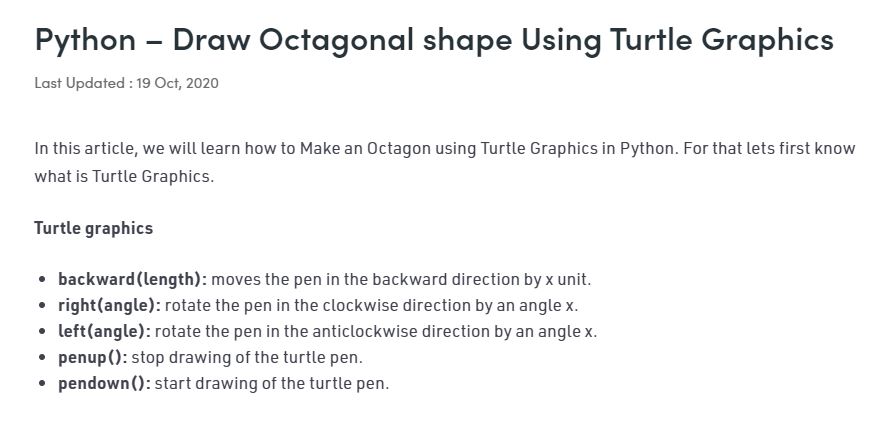 Python – Draw Octagonal shape Using Turtle Graphics
Last Updated : 19 Oct, 2020
In this article, we will learn how to Make an Octagon using Turtle Graphics in Python. For that lets first know
what is Turtle Graphics.
Turtle graphics
• backward(length): moves the pen in the backward direction by x unit.
• right(angle): rotate the pen in the clockwise direction by an angle x.
• left(angle): rotate the pen in the anticlockwise direction by an angle x.
• penup(): stop drawing of the turtle pen.
• pendown(): start drawing of the turtle pen.